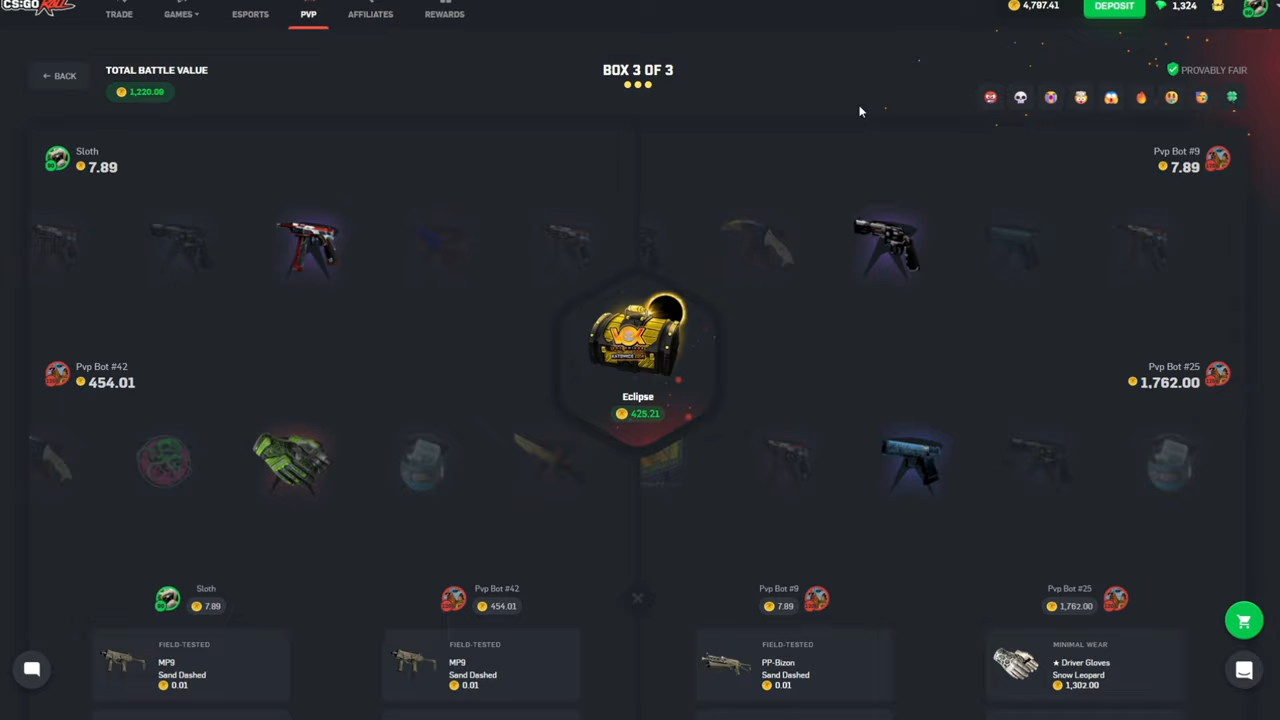 CS:GO ROLL
TRADE
GAMES
ESPORTS
PVP
AFFILIATES
REWARDS
4,797.41
DEPOSIT
1,324
← BACK
TOTAL BATTLE VALUE
1,220.09
BOX 3 OF 3
PROVABLY FAIR
Sloth
7.89
Pvp Bot #9
7.89
Pvp Bot #42
454.01
Pvp Bot #25
1,762.00
VOX
KATOWICE
Eclipse
425.21
Sloth
7.89
Pvp Bot #42
454.01
Pvp Bot #9
7.89
Pvp Bot #25
1,762.00
FIELD-TESTED
MP9
Sand Dashed
0.01
FIELD-TESTED
MP9
Sand Dashed
0.01
FIELD-TESTED
PP-Bizon
Sand Dashed
0.01
MINIMAL WEAR
★ Driver Gloves
Snow Leopard
1,302.00